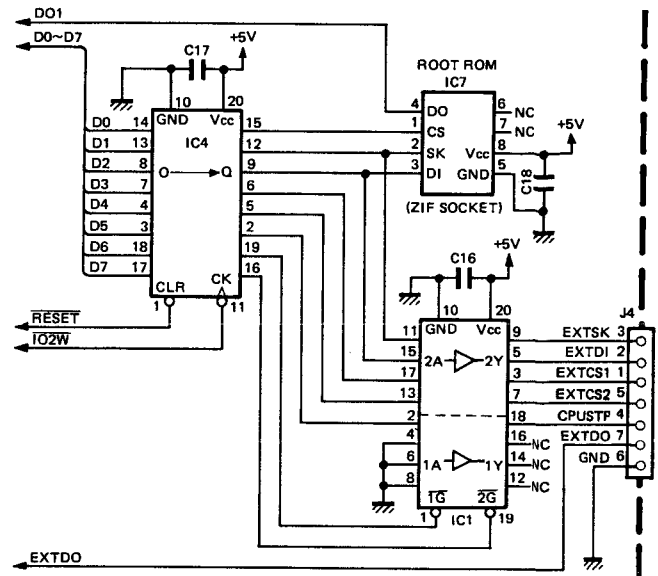 DO1
D0~D7
C17
+5V
10
20
GND
Vcc
IC4
D0 14
D1 13
D2 8
D3 7
D4 4
D5 3
D6 18
D7 17
O → Q
15
12
9
6
5
2
19
16
CLR
CK
1
11
RESET
IO2W
ROOT ROM
IC7
4 DO
1 CS
2 SK
3 DI
6 NC
7 NC
Vcc 8
GND 5
+5V
C18
(ZIF SOCKET)
C16
+5V
10
20
GND
Vcc
11
15
17
13
2
4
6
8
2A
2Y
1A
1Y
9
5
3
7
18
16 NC
14 NC
12 NC
1G
2G
1
IC1
19
J4
EXTSK 3
EXTDI 2
EXTCS1 1
EXTCS2 5
CPUSTP 4
EXTDO 7
GND 6
EXTDO